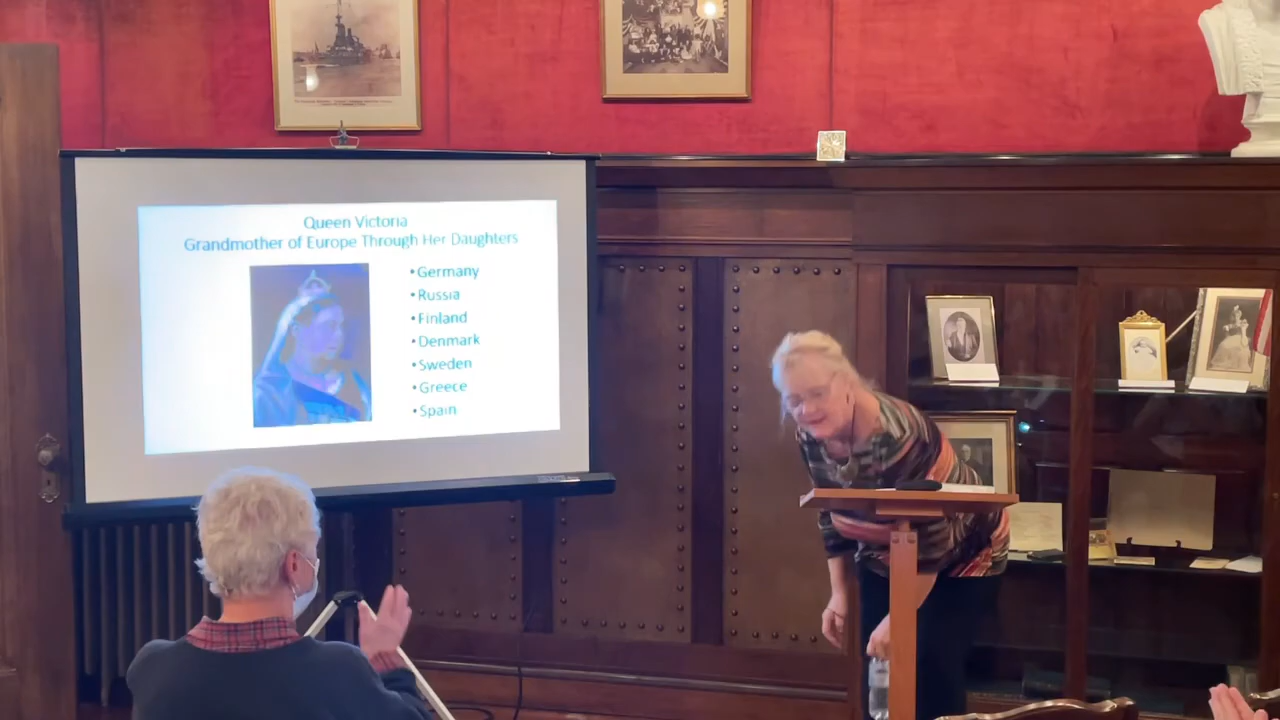 Queen Victoria
Grandmother of Europe Through Her Daughters
•Germany
•Russia
•Finland
•Denmark
•Sweden
•Greece
•Spain